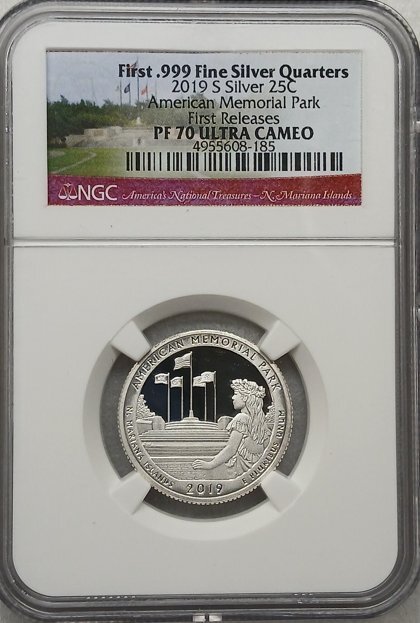 First .999 Fine Silver Quarters
2019 S Silver 25C
American Memorial Park
First Releases
PF 70 ULTRA CAMEO
4955608-185
NGC America's National Treasures – N. Mariana Islands
AMERICAN MEMORIAL PARK
N. MARIANA ISLANDS
2019
E PLURIBUS UNUM